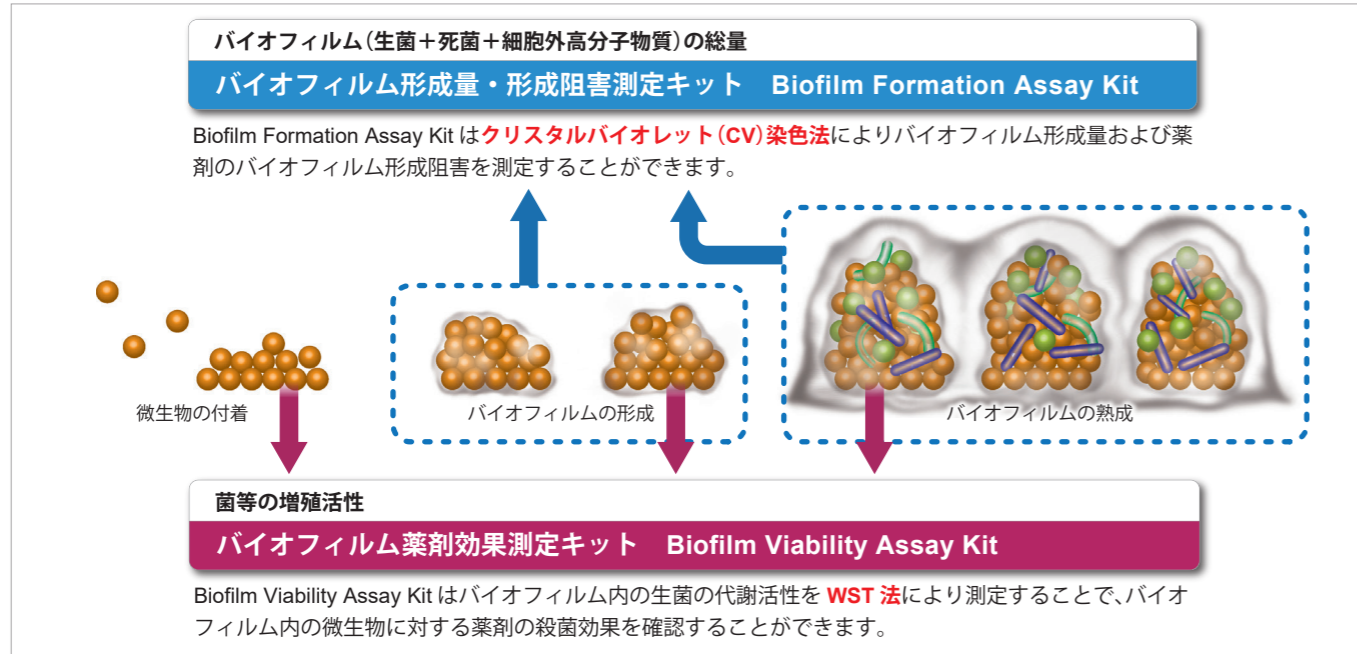 バイオフィルム（生菌＋死菌＋細胞外高分子物質）の総量
バイオフィルム形成量・形成阻害測定キット　Biofilm Formation Assay Kit
Biofilm Formation Assay Kit はクリスタルバイオレット（CV）染色法によりバイオフィルム形成量および薬
剤のバイオフィルム形成阻害を測定することができます。
微生物の付着
バイオフィルムの形成
バイオフィルムの熟成
菌等の増殖活性
バイオフィルム薬剤効果測定キット　Biofilm Viability Assay Kit
Biofilm Viability Assay Kit はバイオフィルム内の生菌の代謝活性を WST 法により測定することで、バイオ
フィルム内の微生物に対する薬剤の殺菌効果を確認することができます。